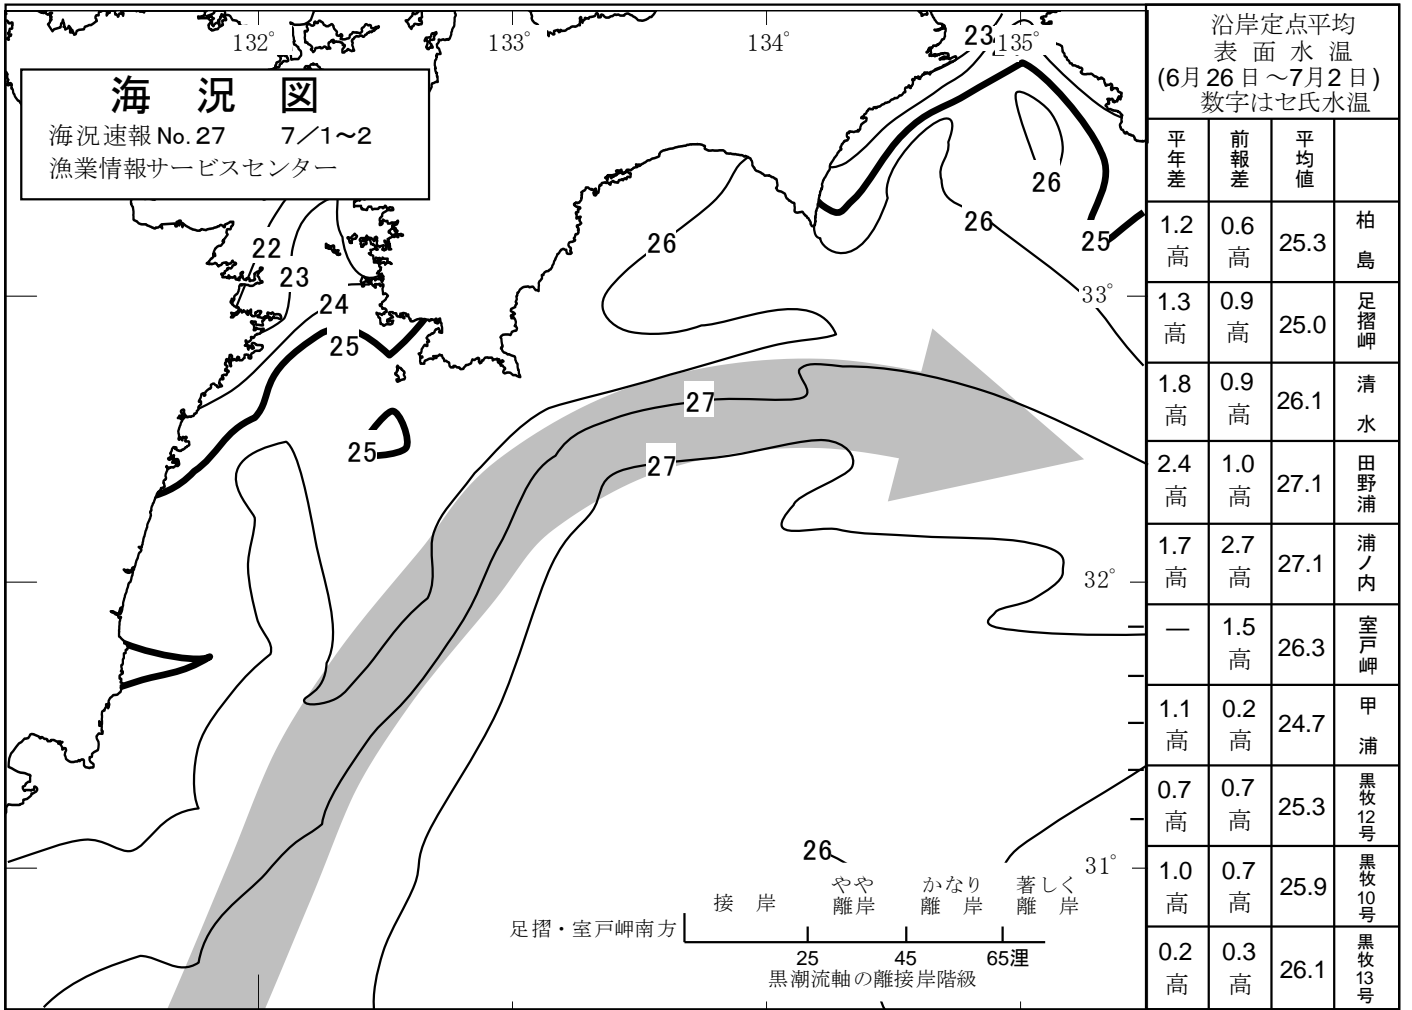 132°
133°
134°
135°
海況図
海況速報 No. 27 7／1～2
漁業情報サービスセンター
23
26
26
26
25
22
23
24
25
25
27
27
26
33°
32°
31°
接岸
やや
離岸
かなり
離岸
著しく
離岸
足摺・室戸岬南方
25 45 65浬
黒潮流軸の離接岸階級
沿岸定点平均
表面水温
(6月26日～7月2日)
数字はセ氏水温
平年差 前報差 平均値
1.2高 0.6高 25.3 柏島
1.3高 0.9高 25.0 足摺岬
1.8高 0.9高 26.1 清水
2.4高 1.0高 27.1 田野浦
1.7高 2.7高 27.1 浦ノ内
— 1.5高 26.3 室戸岬
1.1高 0.2高 24.7 甲浦
0.7高 0.7高 25.3 黒牧12号
1.0高 0.7高 25.9 黒牧10号
0.2高 0.3高 26.1 黒牧13号